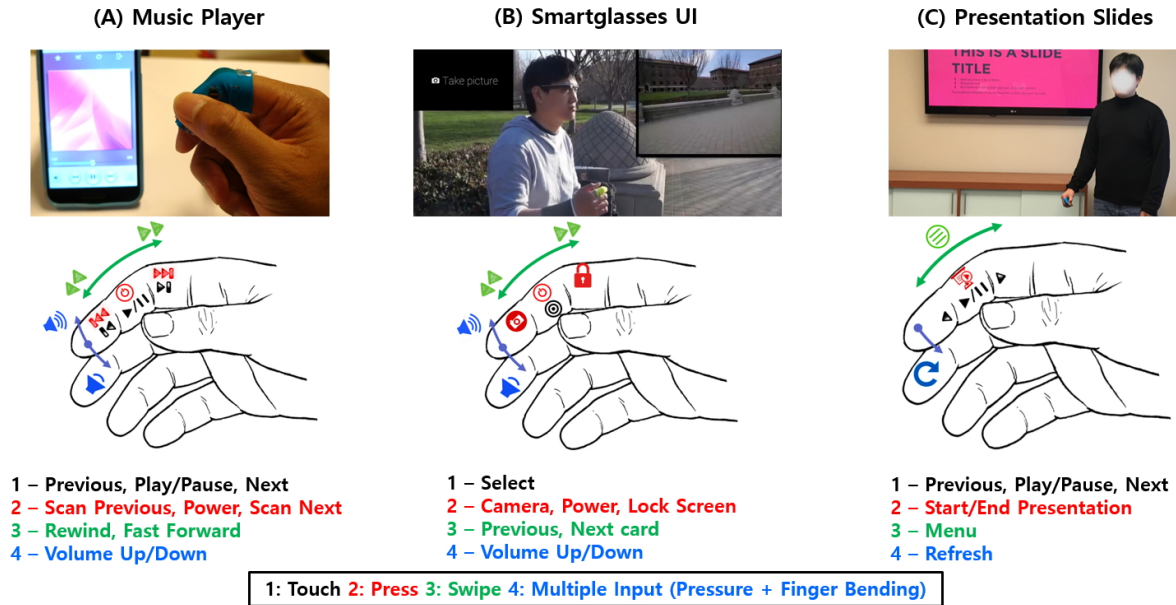 (A) Music Player
(B) Smartglasses UI
(C) Presentation Slides
Take picture
THIS IS A SLIDE
TITLE
1 – Previous, Play/Pause, Next
2 – Scan Previous, Power, Scan Next
3 – Rewind, Fast Forward
4 – Volume Up/Down
1 – Select
2 – Camera, Power, Lock Screen
3 – Previous, Next card
4 – Volume Up/Down
1 – Previous, Play/Pause, Next
2 – Start/End Presentation
3 – Menu
4 – Refresh
1: Touch 2: Press 3: Swipe 4: Multiple Input (Pressure + Finger Bending)